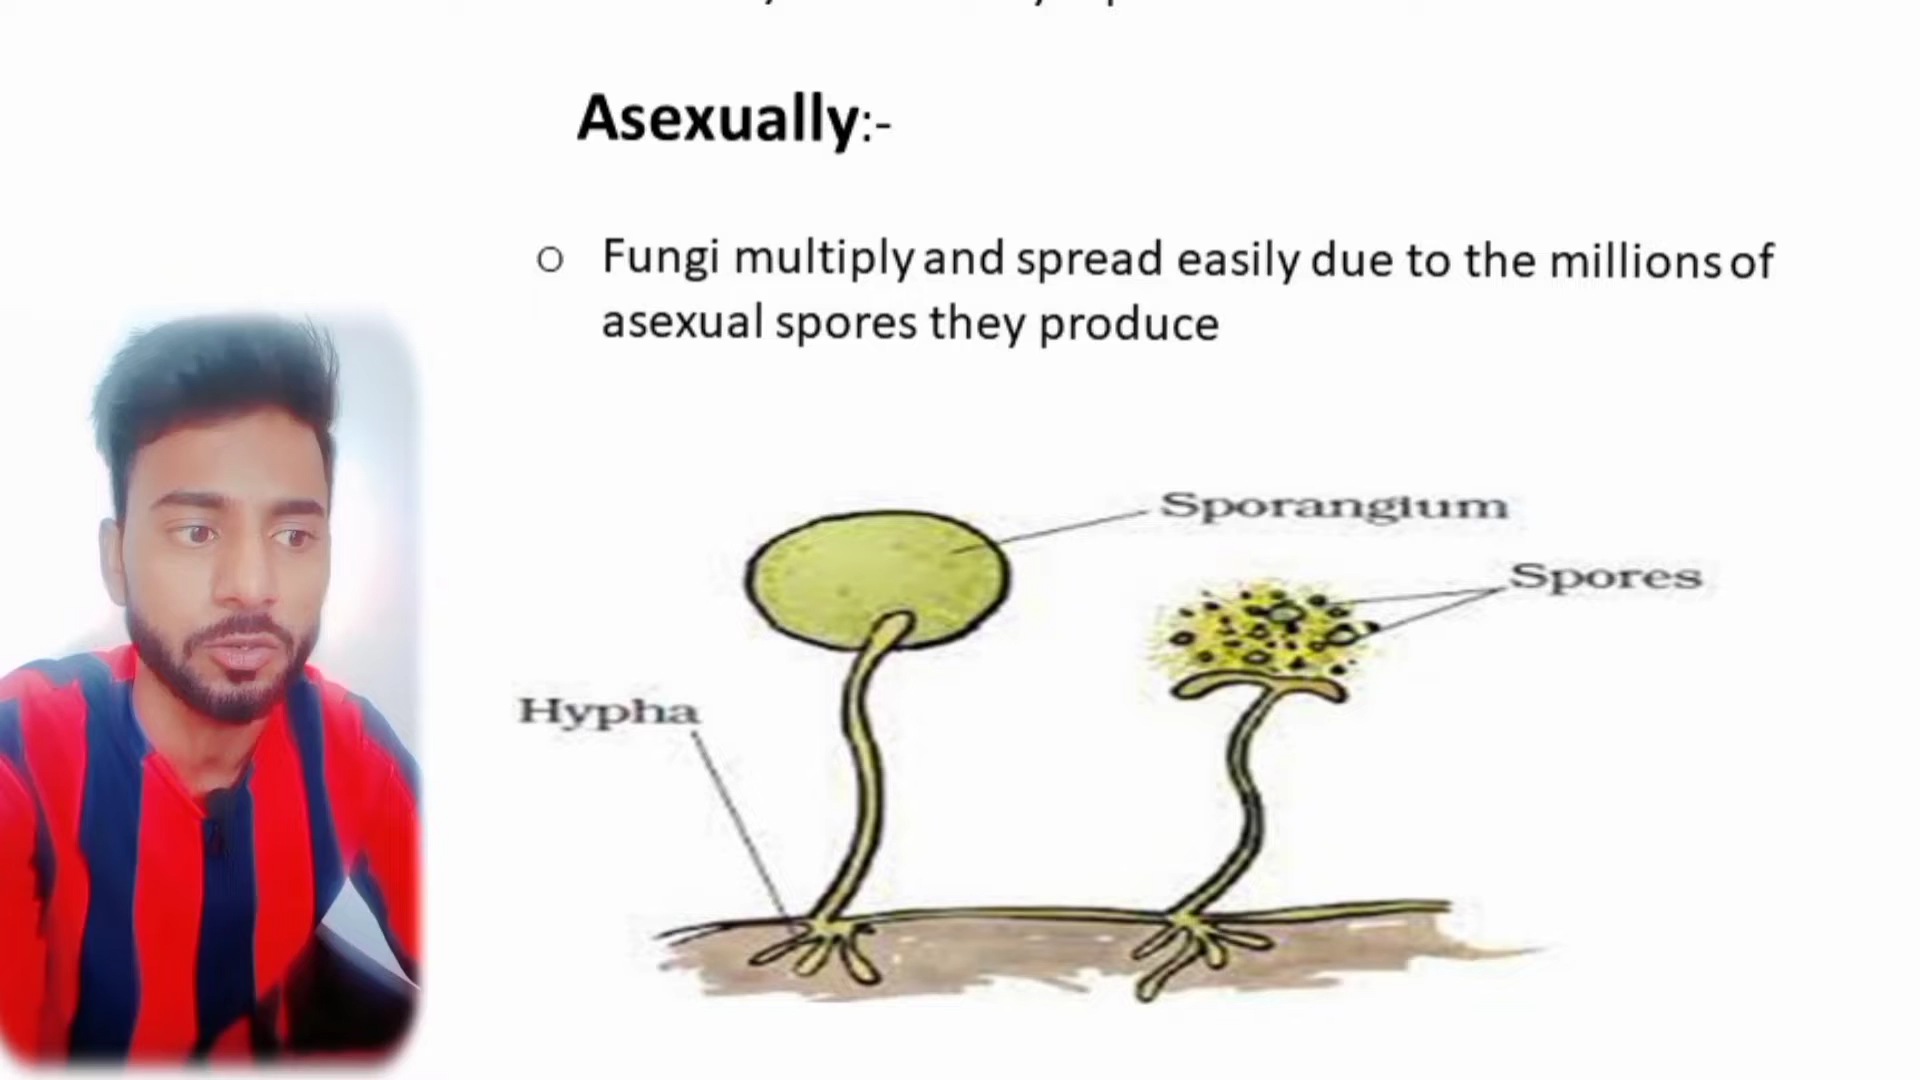 Asexually:-
○ Fungi multiply and spread easily due to the millions of
asexual spores they produce
Sporangium
Spores
Hypha